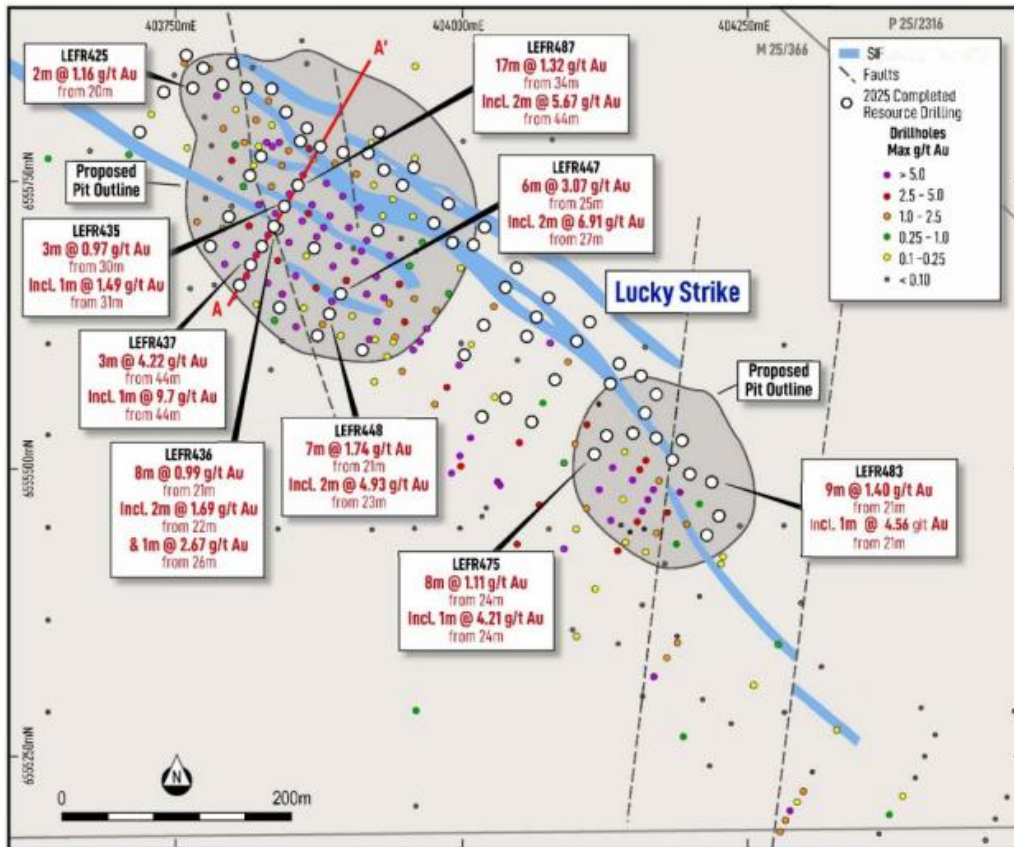 403750mE
404000mE
404250mE
P 25/2316
M 25/366
6555750mN
6555500mN
6555250mN
LEFR425
2m @ 1.16 g/t Au
from 20m
A'
LEFR487
17m @ 1.32 g/t Au
from 34m
Incl. 2m @ 5.67 g/t Au
from 44m
SIF
Faults
2025 Completed
Resource Drilling
Drillholes
Max g/t Au
> 5.0
2.5 - 5.0
1.0 - 2.5
0.25 - 1.0
0.1 -0.25
< 0.10
Proposed
Pit Outline
LEFR447
6m @ 3.07 g/t Au
from 25m
Incl. 2m @ 6.91 g/t Au
from 27m
LEFR435
3m @ 0.97 g/t Au
from 30m
Incl. 1m @ 1.49 g/t Au
from 31m
A
Lucky Strike
LEFR437
3m @ 4.22 g/t Au
from 44m
Incl. 1m @ 9.7 g/t Au
from 44m
Proposed
Pit Outline
LEFR436
8m @ 0.99 g/t Au
from 21m
Incl. 2m @ 1.69 g/t Au
from 22m
& 1m @ 2.67 g/t Au
from 26m
LEFR448
7m @ 1.74 g/t Au
from 21m
Incl. 2m @ 4.93 g/t Au
from 23m
LEFR483
9m @ 1.40 g/t Au
from 21m
Incl. 1m @ 4.56 git Au
from 21m
LEFR475
8m @ 1.11 g/t Au
from 24m
Incl. 1m @ 4.21 g/t Au
from 24m
N
0
200m